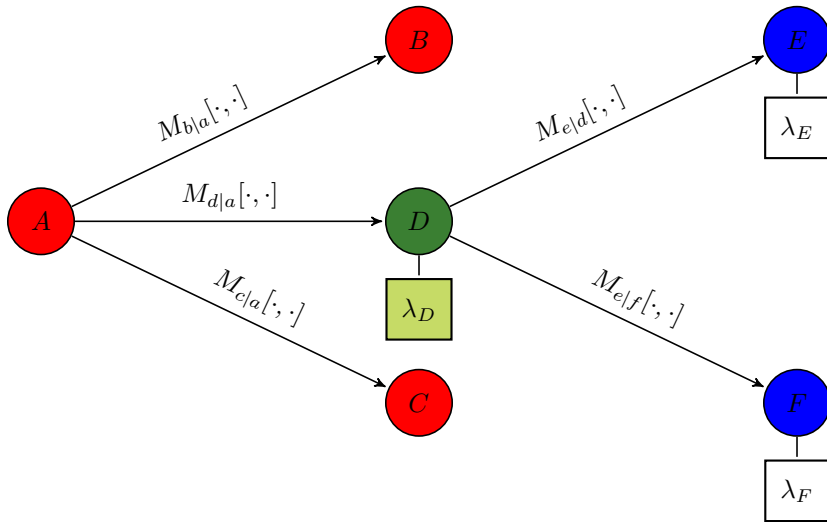 B
E
M_{b|a}[·,·]
M_{e|d}[·,·]
λ_E
M_{d|a}[·,·]
A
D
M_{c|a}[·,·]
M_{e|f}[·,·]
λ_D
C
F
λ_F